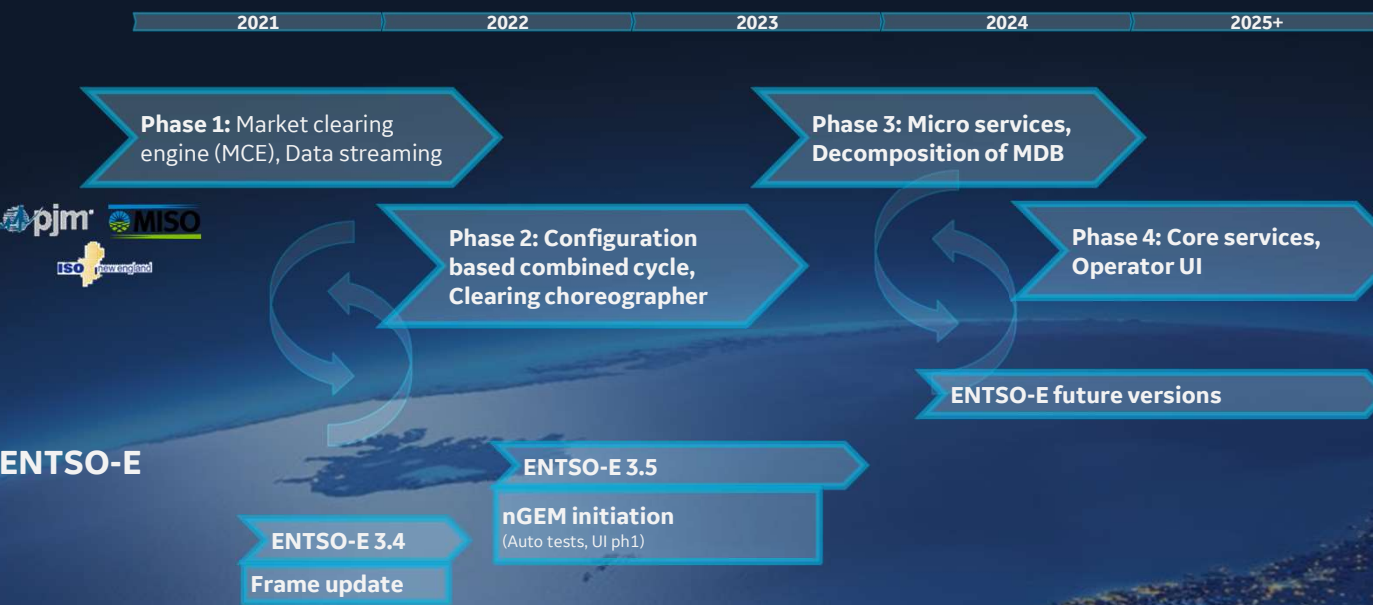 2021 2022 2023 2024 2025+
Phase 1: Market clearing
engine (MCE), Data streaming
Phase 3: Micro services,
Decomposition of MDB
pjm
MISO
ISO new england
Phase 2: Configuration
based combined cycle,
Clearing choreographer
Phase 4: Core services,
Operator UI
ENTSO-E future versions
ENTSO-E
ENTSO-E 3.5
nGEM initiation
(Auto tests, UI ph1)
ENTSO-E 3.4
Frame update